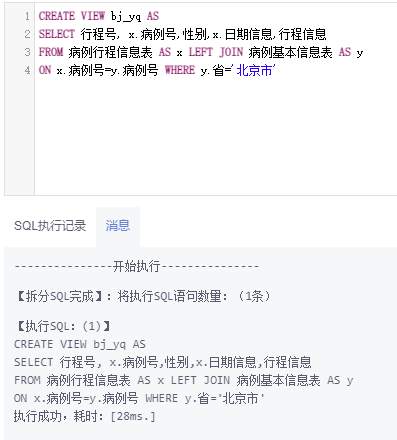 1 CREATE VIEW bj_yq AS
2 SELECT 行程号, x.病例号,性别,x.日期信息,行程信息
3 FROM 病例行程信息表 AS x LEFT JOIN 病例基本信息表 AS y
4 ON x.病例号=y.病例号 WHERE y.省='北京市'
SQL执行记录 消息
---------------开始执行---------------
【拆分SQL完成】：将执行SQL语句数量：（1条）
【执行SQL：(1)】
CREATE VIEW bj_yq AS
SELECT 行程号, x.病例号,性别,x.日期信息,行程信息
FROM 病例行程信息表 AS x LEFT JOIN 病例基本信息表 AS y
ON x.病例号=y.病例号 WHERE y.省='北京市'
执行成功，耗时：[28ms.]